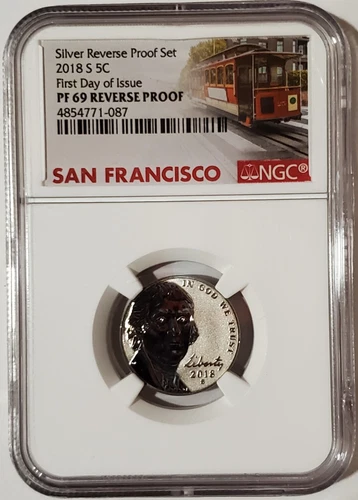 Silver Reverse Proof Set
2018 S 5C
First Day of Issue
PF 69 REVERSE PROOF
4854771-087
SAN FRANCISCO NGC®
IN GOD WE TRUST
Liberty
2018
S